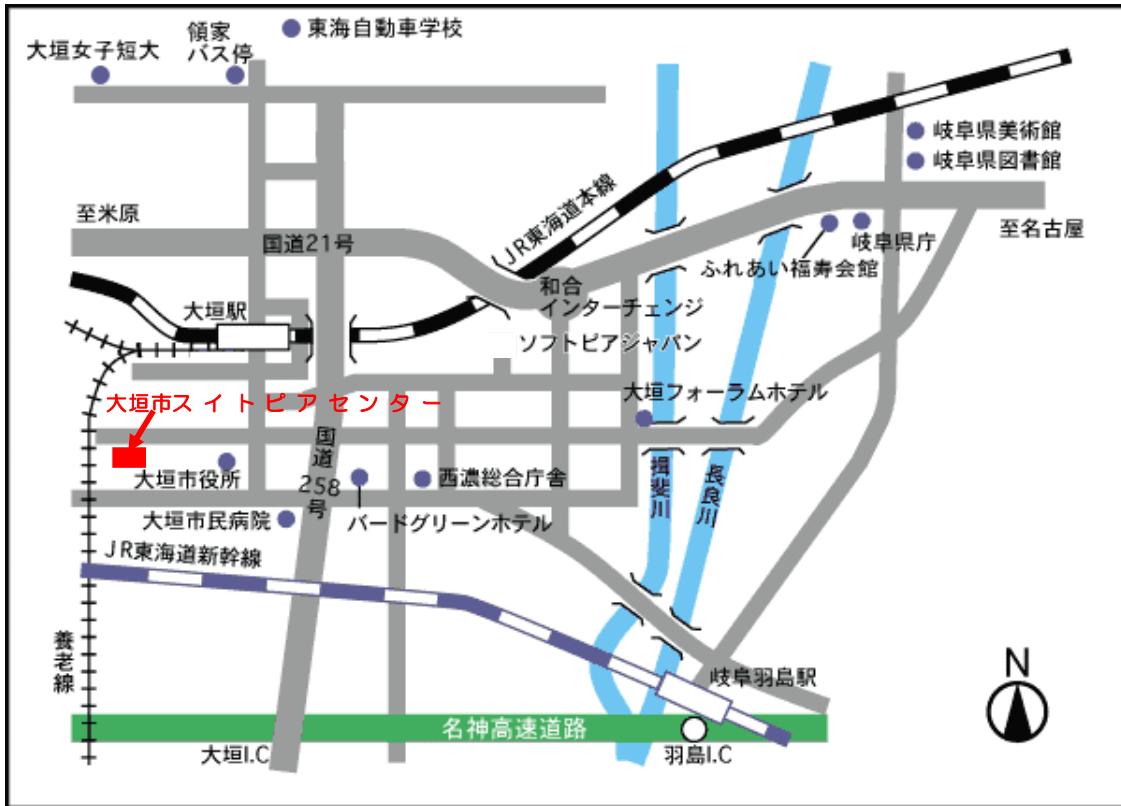 東海自動車学校
領家
バス停
大垣女子短大
岐阜県美術館
岐阜県図書館
JR東海道本線
至米原
国道21号
至名古屋
岐阜県庁
ふれあい福寿会館
和合
インターチェンジ
大垣駅
ソフトピアジャパン
大垣フォーラムホテル
大垣市スイトピアセンター
国道
258
号
揖斐川
長良川
大垣市役所
西濃総合庁舎
大垣市民病院
バードグリーンホテル
JR東海道新幹線
養老線
岐阜羽島駅
N
名神高速道路
大垣I.C
羽島I.C